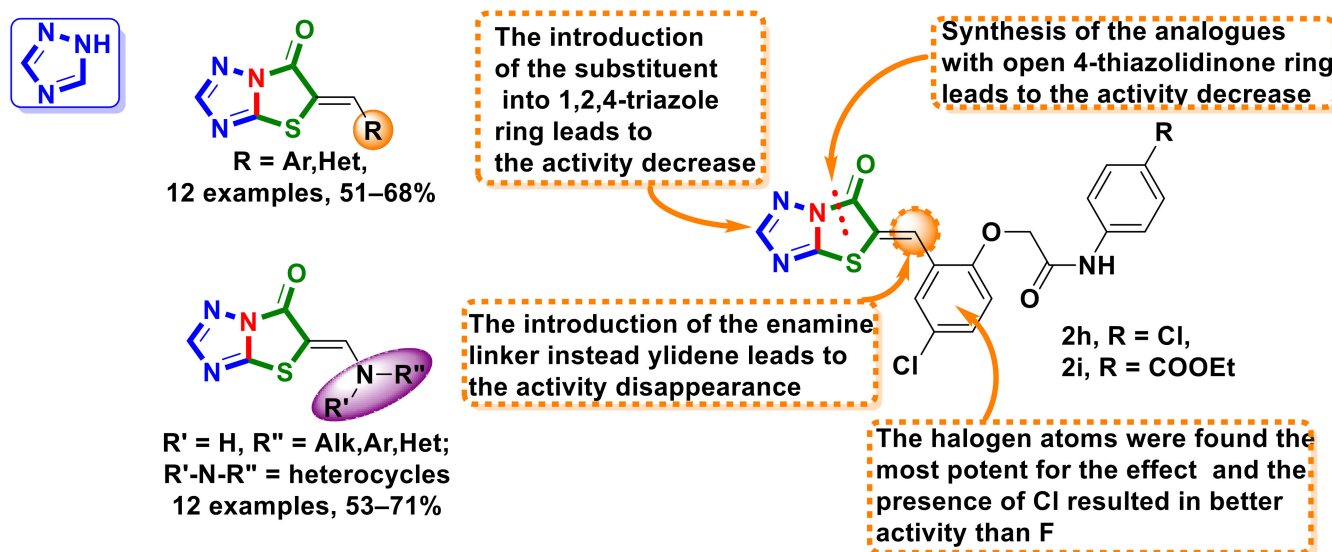 N
NH
N
O
N
N
N
S
R
R = Ar,Het,
12 examples, 51–68%
O
N
N
N
S
N
R"
R'
R' = H, R" = Alk,Ar,Het;
R'-N-R" = heterocycles
12 examples, 53–71%
The introduction
of the substituent
into 1,2,4-triazole
ring leads to
the activity decrease
Synthesis of the analogues
with open 4-thiazolidinone ring
leads to the activity decrease
O
N
N
N
S
O
O
NH
R
Cl
2h, R = Cl,
2i, R = COOEt
The introduction of the enamine
linker instead ylidene leads to
the activity disappearance
The halogen atoms were found the
most potent for the effect and the
presence of Cl resulted in better
activity than F